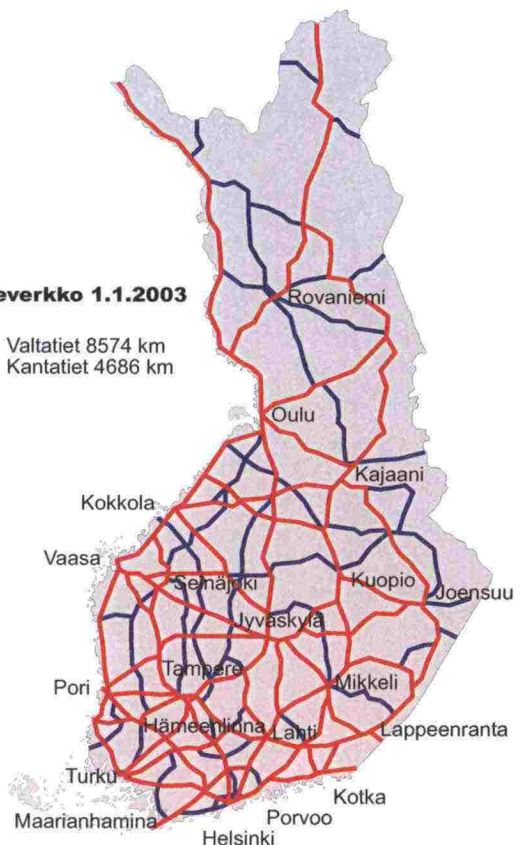 everkko 1.1.2003
Valtatiet 8574 km
Kantatiet 4686 km
Rovaniemi
Oulu
Kajaani
Kokkola
Vaasa
Seinäjoki
Kuopio
Joensuu
Jyväskylä
Tampere
Mikkeli
Pori
Hämeenlinna
Lahti
Lappeenranta
Turku
Kotka
Maarianhamina
Porvoo
Helsinki